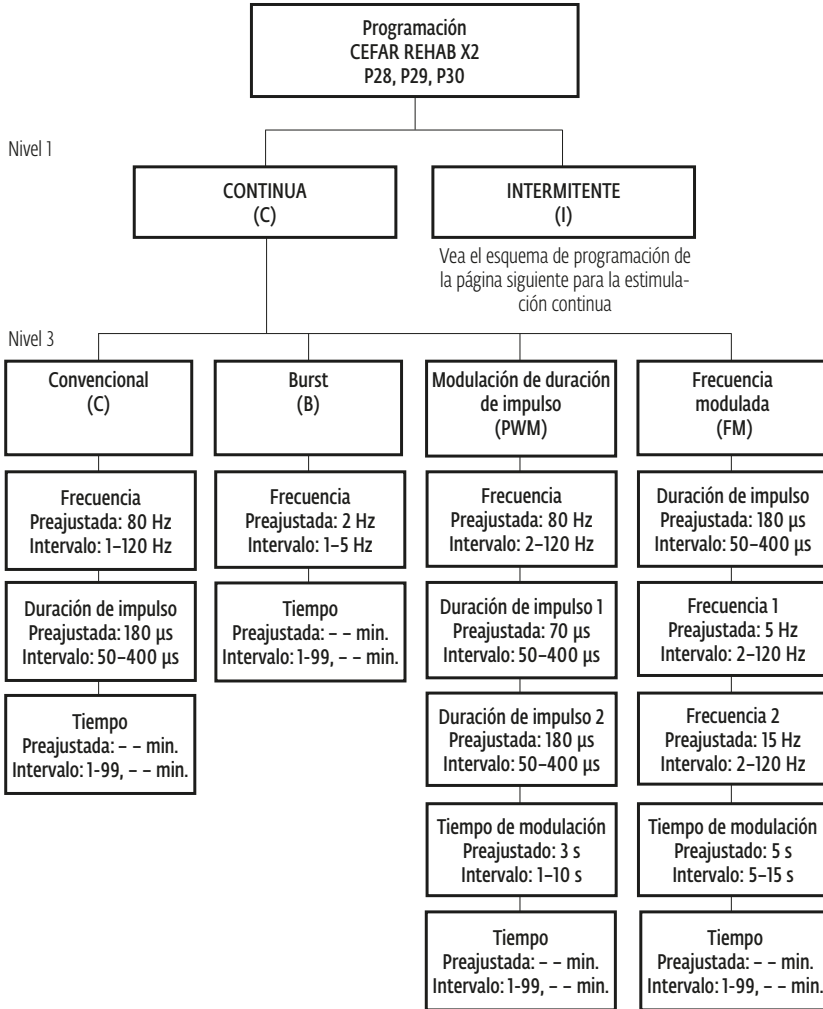 Programación
CEFAR REHAB X2
P28, P29, P30
Nivel 1
CONTINUA
(C)
INTERMITENTE
(I)
Vea el esquema de programación de
la página siguiente para la estimula-
ción continua
Nivel 3
Convencional
(C)
Frecuencia
Preajustada: 80 Hz
Intervalo: 1–120 Hz
Duración de impulso
Preajustada: 180 µs
Intervalo: 50–400 µs
Tiempo
Preajustada: – – min.
Intervalo: 1-99, – – min.
Burst
(B)
Frecuencia
Preajustada: 2 Hz
Intervalo: 1–5 Hz
Tiempo
Preajustada: – – min.
Intervalo: 1-99, – – min.
Modulación de duración
de impulso
(PWM)
Frecuencia
Preajustada: 80 Hz
Intervalo: 2–120 Hz
Duración de impulso 1
Preajustada: 70 µs
Intervalo: 50–400 µs
Duración de impulso 2
Preajustada: 180 µs
Intervalo: 50–400 µs
Tiempo de modulación
Preajustado: 3 s
Intervalo: 1–10 s
Tiempo
Preajustada: – – min.
Intervalo: 1-99, – – min.
Frecuencia
modulada
(FM)
Duración de impulso
Preajustada: 180 µs
Intervalo: 50–400 µs
Frecuencia 1
Preajustada: 5 Hz
Intervalo: 2–120 Hz
Frecuencia 2
Preajustada: 15 Hz
Intervalo: 2–120 Hz
Tiempo de modulación
Preajustado: 5 s
Intervalo: 5–15 s
Tiempo
Preajustada: – – min.
Intervalo: 1-99, – – min.